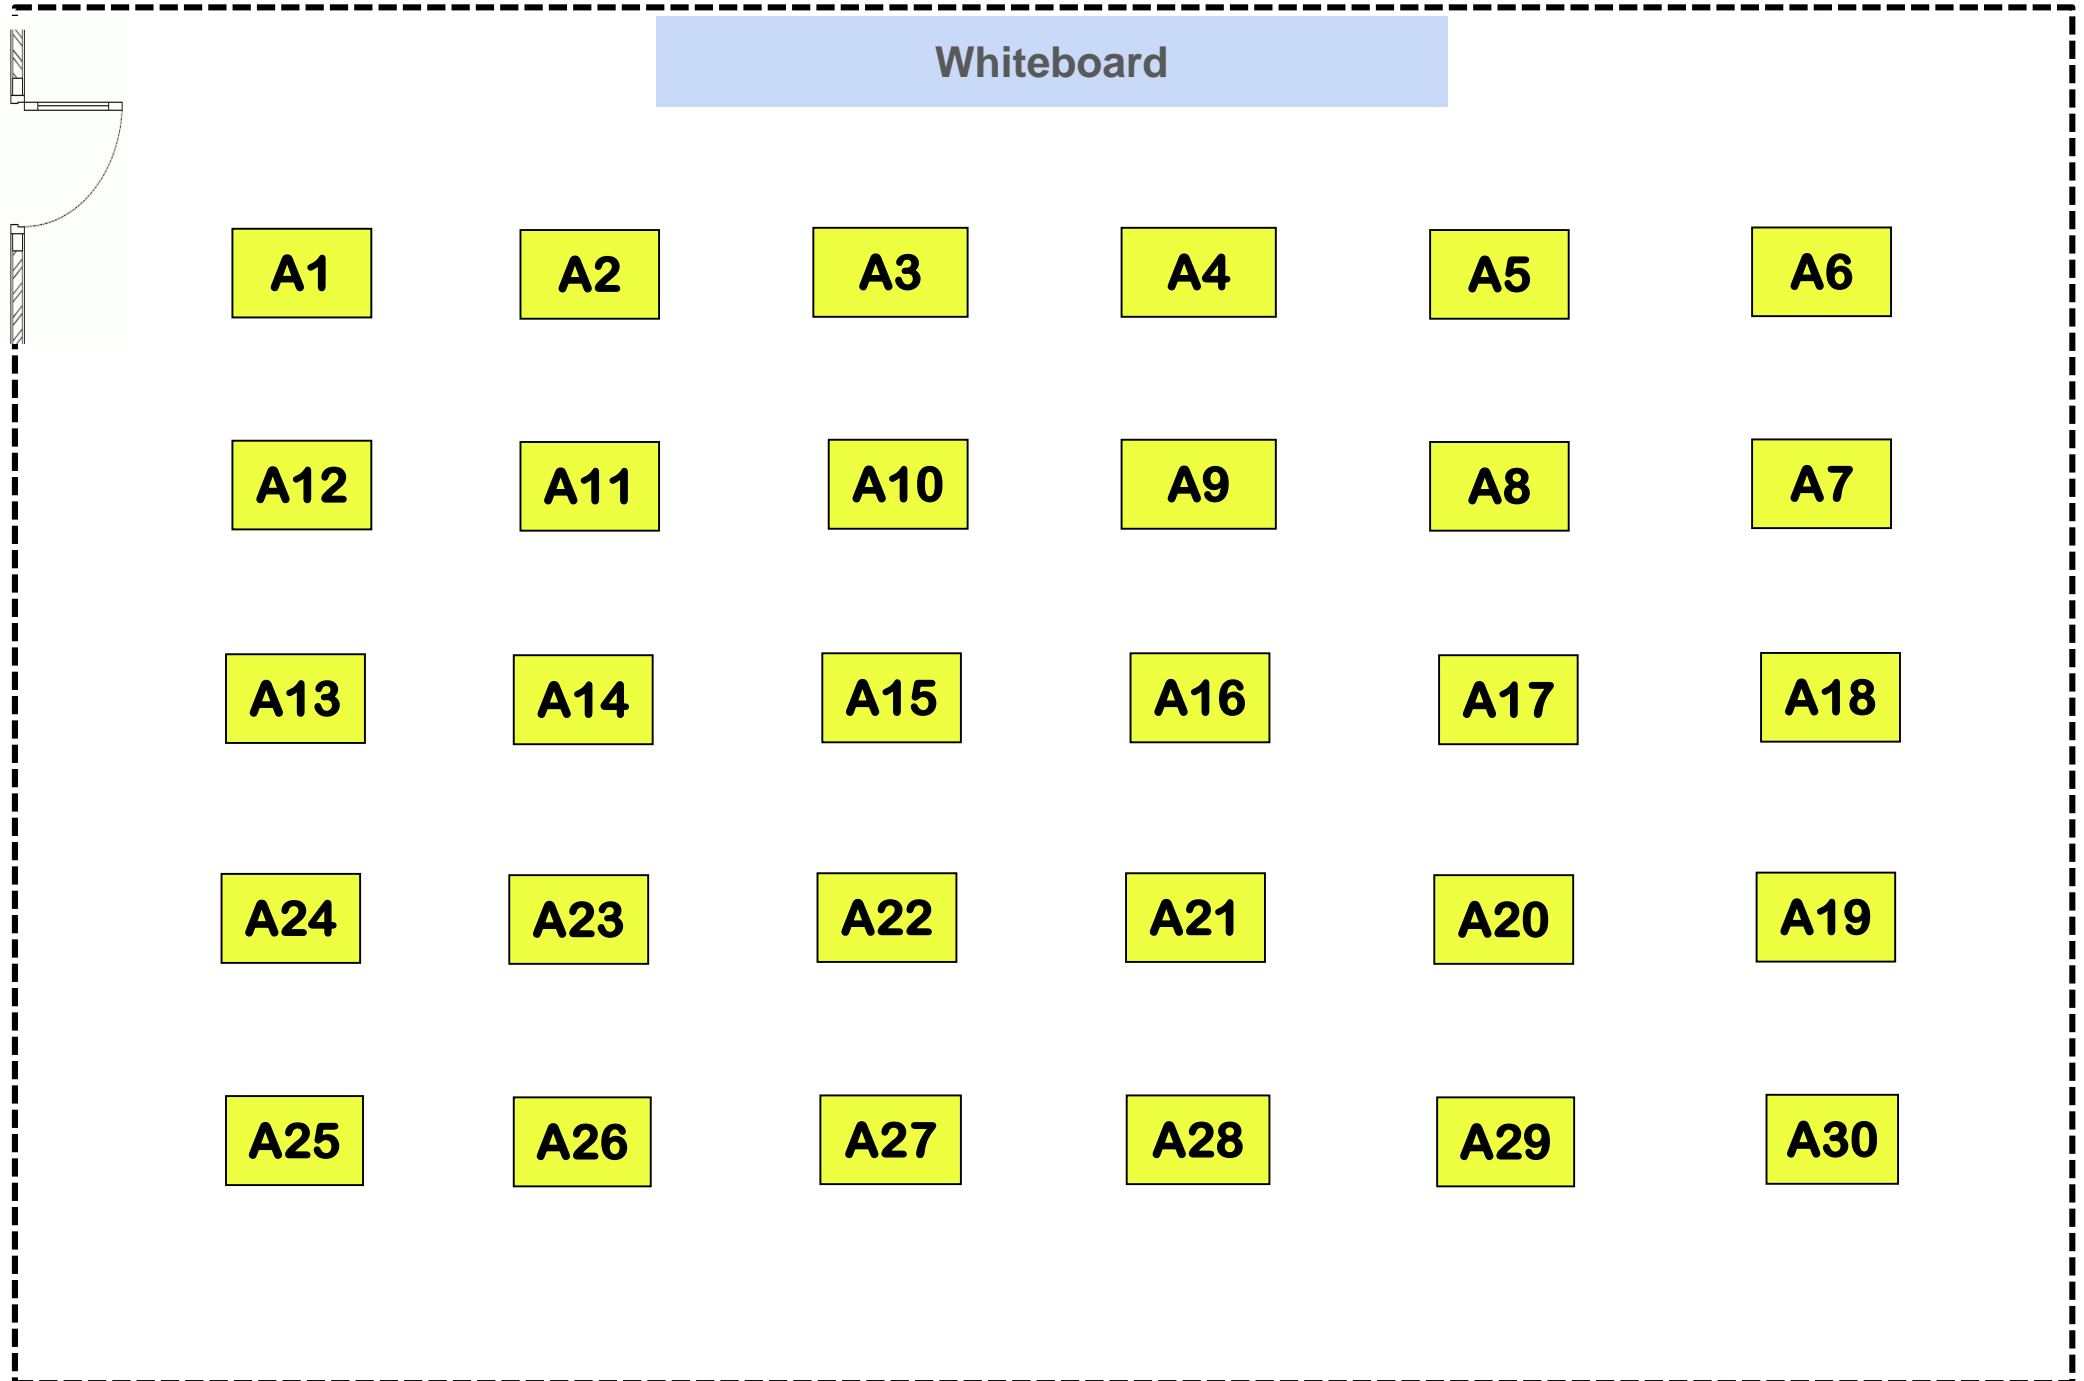 Whiteboard
A1 A2 A3 A4 A5 A6
A12 A11 A10 A9 A8 A7
A13 A14 A15 A16 A17 A18
A24 A23 A22 A21 A20 A19
A25 A26 A27 A28 A29 A30